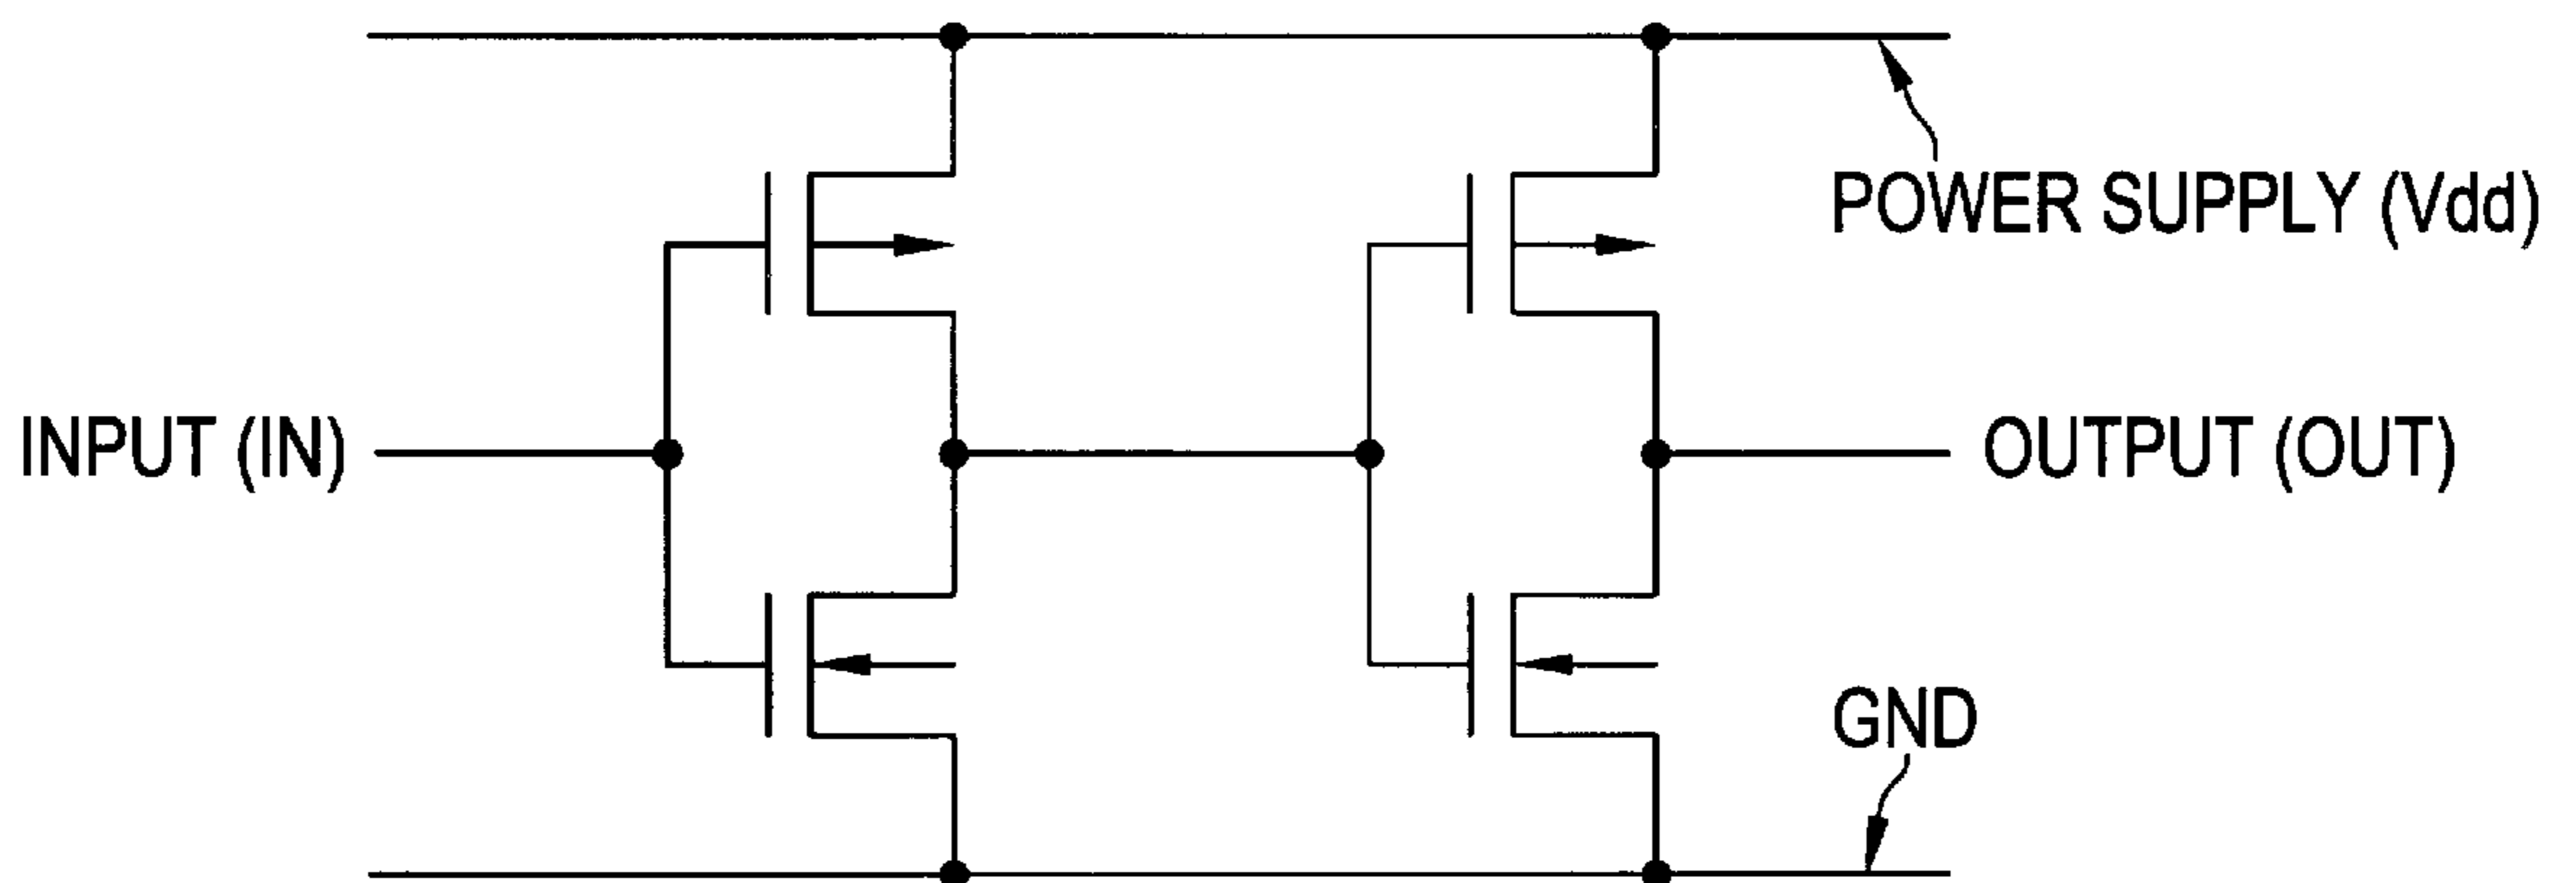 POWER SUPPLY (Vdd)
INPUT (IN)
OUTPUT (OUT)
GND